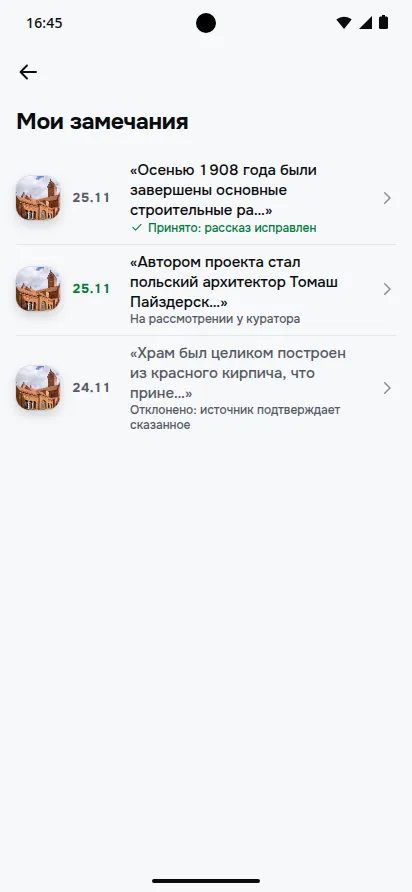 16:45
Мои замечания
25.11
«Осенью 1908 года были
завершены основные
строительные ра...»
Принято: рассказ исправлен
25.11
«Автором проекта стал
польский архитектор Томаш
Пайздерск...»
На рассмотрении у куратора
24.11
«Храм был целиком построен
из красного кирпича, что
прине...»
Отклонено: источник подтверждает
сказанное